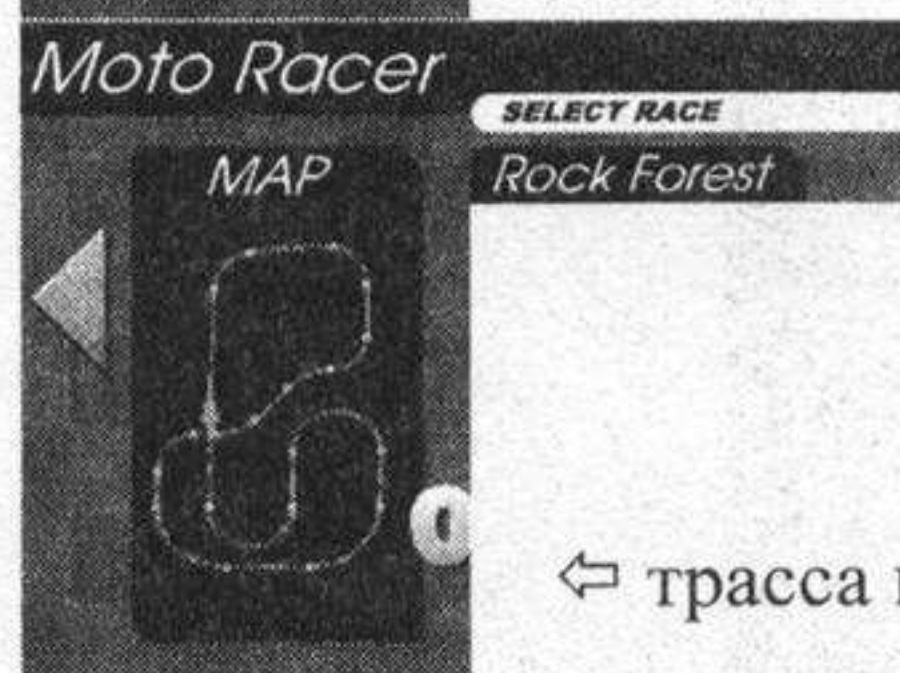 Moto Racer
SELECT RACE
MAP
Rock Forest
⇦ трасса